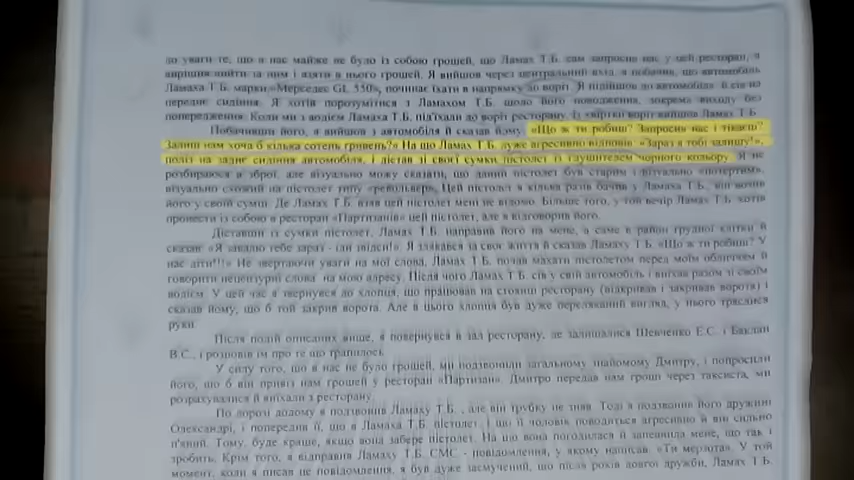 до уваги те, що в нас майже не було із собою грошей, що Ламах Т.Б. сам запросив нас у цей ресторан, я
вирішив вийти за ним і взяти в нього грошей. Я вийшов через центральний вхід, я побачив, що автомобіль
Ламаха Т.Б. марки «Мерседес GL 550», починає їхати в напрямку до воріт. Я підійшов до автомобіля й сів на
переднє сидіння. Я хотів порозумітися з Ламахом Т.Б. щодо його поводження, зокрема виходу без
попередження. Коли ми з водієм Ламаха Т.Б. під'їхали до воріт ресторану, із хвіртки воріт вийшов Ламах Т.Б.
Побачивши його, я вийшов з автомобіля й сказав йому: «Що ж ти робиш? Запросив нас і тікаєш?
Залиш нам хоча б кілька сотень гривень?» На що Ламах Т.Б. дуже агресивно відповів: «Зараз я тобі залишу!»,
поліз на заднє сидіння автомобіля, і дістав зі своєї сумки пістолет із глушителем чорного кольору. Я не
розбираюся в зброї, але візуально можу сказати, що даний пістолет був старим і візуально «потертим»,
візуально схожий на пістолет типу «револьвер». Цей пістолет я кілька разів бачив у Ламаха Т.Б., він возив
його у своїй сумці. Де Ламах Т.Б. взяв цей пістолет мені не відомо. Більше того, у той вечір Ламах Т.Б. хотів
пронести із собою в ресторан «Партизанів» цей пістолет, але я відговорив його.
Діставши із сумки пістолет, Ламах Т.Б. направив його на мене, а саме в район грудної клітки й
сказав: «Я завалю тебе зараз - іди звідси!» Я злякався за своє життя й сказав Ламаху Т.Б. «Що ж ти робиш? У
нас діти!!!» Не звертаючи уваги на мої слова, Ламах Т.Б. почав махати пістолетом перед моїм обличчям й
говорити нецензурні слова на мою адресу. Після чого Ламах Т.Б. сів у свій автомобіль і виїхав разом зі своїм
водієм. У цей час я звернувся до хлопця, що працював на стоянці ресторану (відкривав і закривав ворота) і
сказав йому, що б той закрив ворота. Але в цього хлопця був дуже переляканий вигляд, у нього тряслися
руки.
Після подій описаних вище, я повернувся в зал ресторану, де залишалися Шевченко Е.С. і Баклан
В.С., і розповів їм про те що трапилося.
У силу того, що в нас не було грошей, ми подзвонили загальному знайомому Дмитру, і попросили
його, що б він привіз нам грошей у ресторан «Партизан». Дмитро передав нам гроші через таксиста, ми
розрахувалися й виїхали з ресторану.
По дорозі додому я подзвонив Ламаху Т.Б., але він трубку не зняв. Тоді я подзвонив його дружині
Олександрі, і попередив її, що в Ламаха Т.Б. пістолет, і що її чоловік поводиться агресивно й він сильно
п'яний. Тому, буде краще, якщо вона забере пістолет. На що вона погодилася й запевнила мене, що так і
зробить. Крім того, я відправив Ламаху Т.Б. СМС - повідомлення, у якому написав: «Ти мерзота». У той
момент, коли я писав це повідомлення, я був дуже засмучений, що після років довгої дружби, Ламах Т.Б.